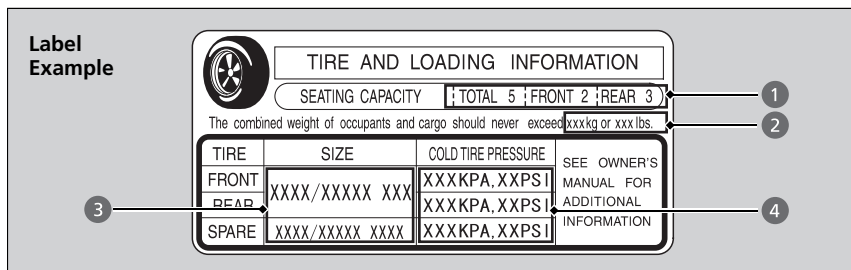 Label
Example
TIRE AND LOADING INFORMATION
SEATING CAPACITY TOTAL 5 FRONT 2 REAR 3
1
The combined weight of occupants and cargo should never exceed xxxkg or xxx lbs.
2
TIRE SIZE COLD TIRE PRESSURE
SEE OWNER'S
MANUAL FOR
ADDITIONAL
INFORMATION
FRONT XXXX/XXXXX XXX XXXKPA,XXPSI
REAR XXXKPA,XXPSI
3
4
SPARE XXXX/XXXXX XXXX XXXKPA,XXPSI